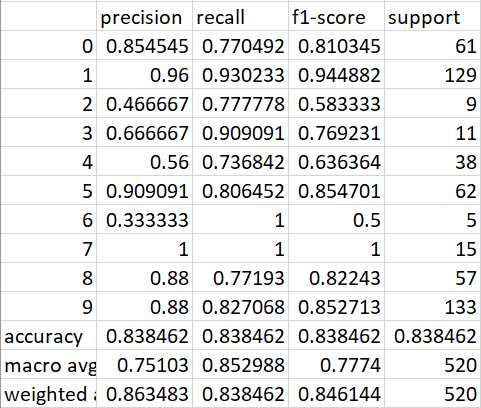 precision recall f1-score support
0 0.854545 0.770492 0.810345 61
1 0.96 0.930233 0.944882 129
2 0.466667 0.777778 0.583333 9
3 0.666667 0.909091 0.769231 11
4 0.56 0.736842 0.636364 38
5 0.909091 0.806452 0.854701 62
6 0.333333 1 0.5 5
7 1 1 1 15
8 0.88 0.77193 0.82243 57
9 0.88 0.827068 0.852713 133
accuracy 0.838462 0.838462 0.838462 0.838462
macro avg 0.75103 0.852988 0.7774 520
weighted 0.863483 0.838462 0.846144 520